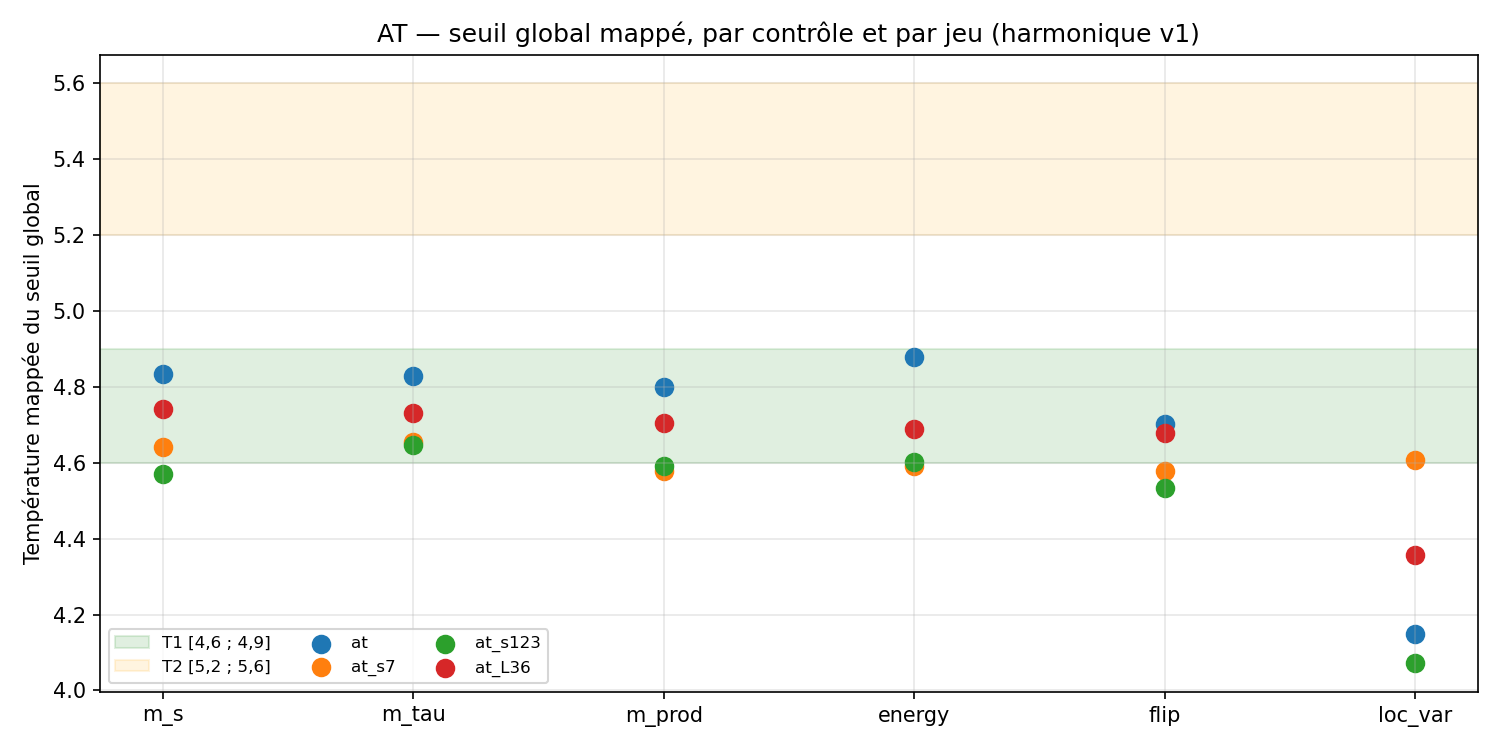 AT — seuil global mappé, par contrôle et par jeu (harmonique v1)
Température mappée du seuil global
5.6
5.4
5.2
5.0
4.8
4.6
4.4
4.2
4.0
T1 [4,6 ; 4,9]
T2 [5,2 ; 5,6]
at
at_s7
at_s123
at_L36
m_s
m_tau
m_prod
energy
flip
loc_var